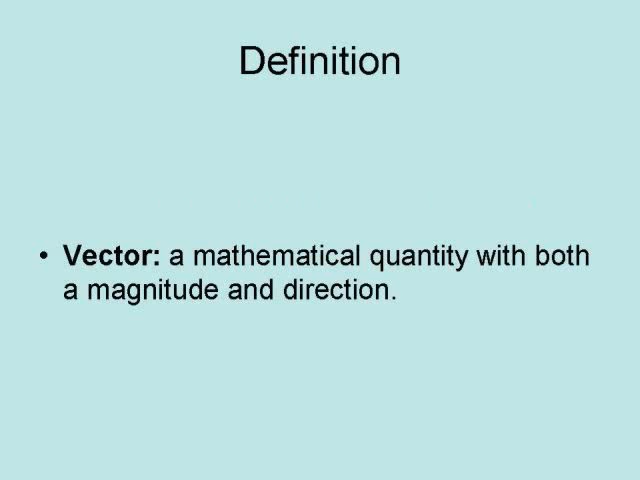 Definition
• Vector: a mathematical quantity with both
a magnitude and direction.